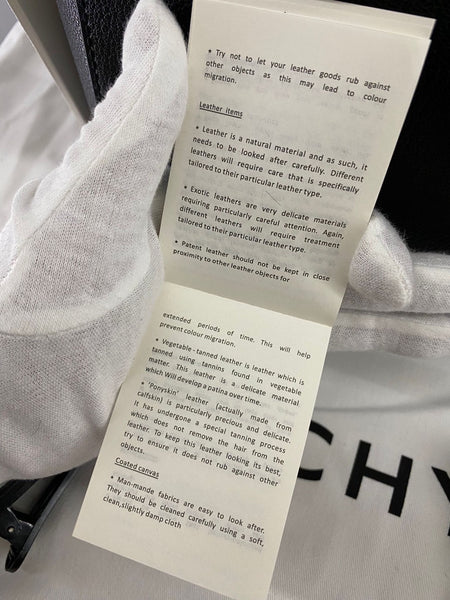 • Try not to let your leather goods rub against
other objects as this may lead to colour
migration.
Leather items
• Leather is a natural material and as such, it
needs to be looked after carefully. Different
leathers will require care that is specifically
tailored to their particular leather type.
• Exotic leathers are very delicate materials
requiring particularly careful attention. Again,
different leathers will require treatment
tailored to their particular leather type.
• Patent leather should not be kept in close
proximity to other leather objects for
extended periods of time. This will help
prevent colour migration.
• Vegetable - tanned leather is leather which is
tanned using tannins found in vegetable
matter. This leather is a delicate material
which Will develop a patina over time.
• 'Ponyskin' leather (actually made from
calfskin) is particularly precious and delicate.
It has undergone a special tanning process
which does not remove the hair from the
leather. To keep this leather looking its best,
try to ensure it does not rub against other
objects.
Coated canvas
• Man-mande fabrics are easy to look after.
They should be cleaned carefully using a soft,
clean,slightly damp cloth
CHY